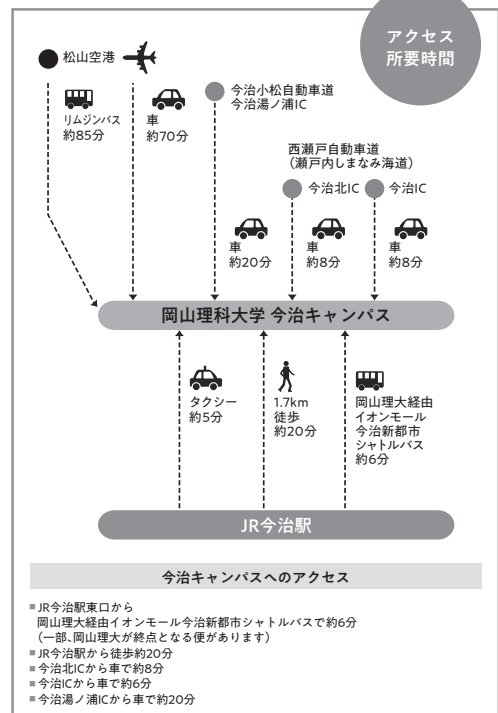 アクセス
所要時間
松山空港
リムジンバス
約85分
車
約70分
今治小松自動車道
今治湯ノ浦IC
車
約20分
西瀬戸自動車道
（瀬戸内しまなみ海道）
今治北IC
今治IC
車
約8分
車
約8分
岡山理科大学 今治キャンパス
タクシー
約5分
1.7km
徒歩
約20分
岡山理大経由
イオンモール
今治新都市
シャトルバス
約6分
JR今治駅
今治キャンパスへのアクセス
■JR今治駅東口から
岡山理大経由イオンモール今治新都市シャトルバスで約6分
（一部、岡山理大が終点となる便があります）
■JR今治駅から徒歩約20分
■今治北ICから車で約8分
■今治ICから車で約6分
■今治湯ノ浦ICから車で約20分